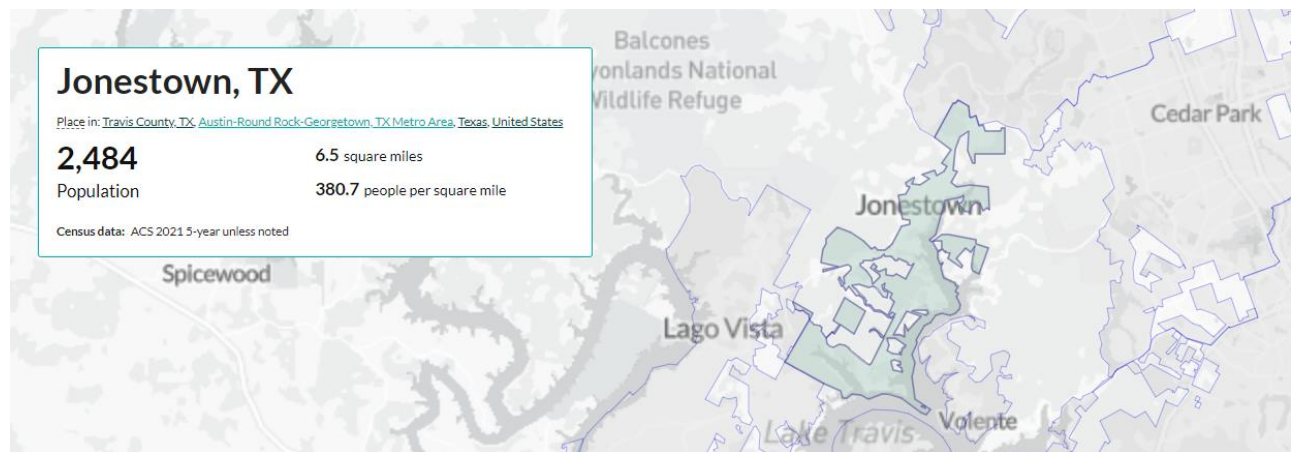 Jonestown, TX
Place in: Travis County, TX, Austin-Round Rock-Georgetown, TX Metro Area, Texas, United States
2,484
Population
6.5 square miles
380.7 people per square mile
Census data: ACS 2021 5-year unless noted
Balcones
yonlands National
Wildlife Refuge
Cedar Park
Jonestown
Spicewood
Lago Vista
Lake Travis
Volente